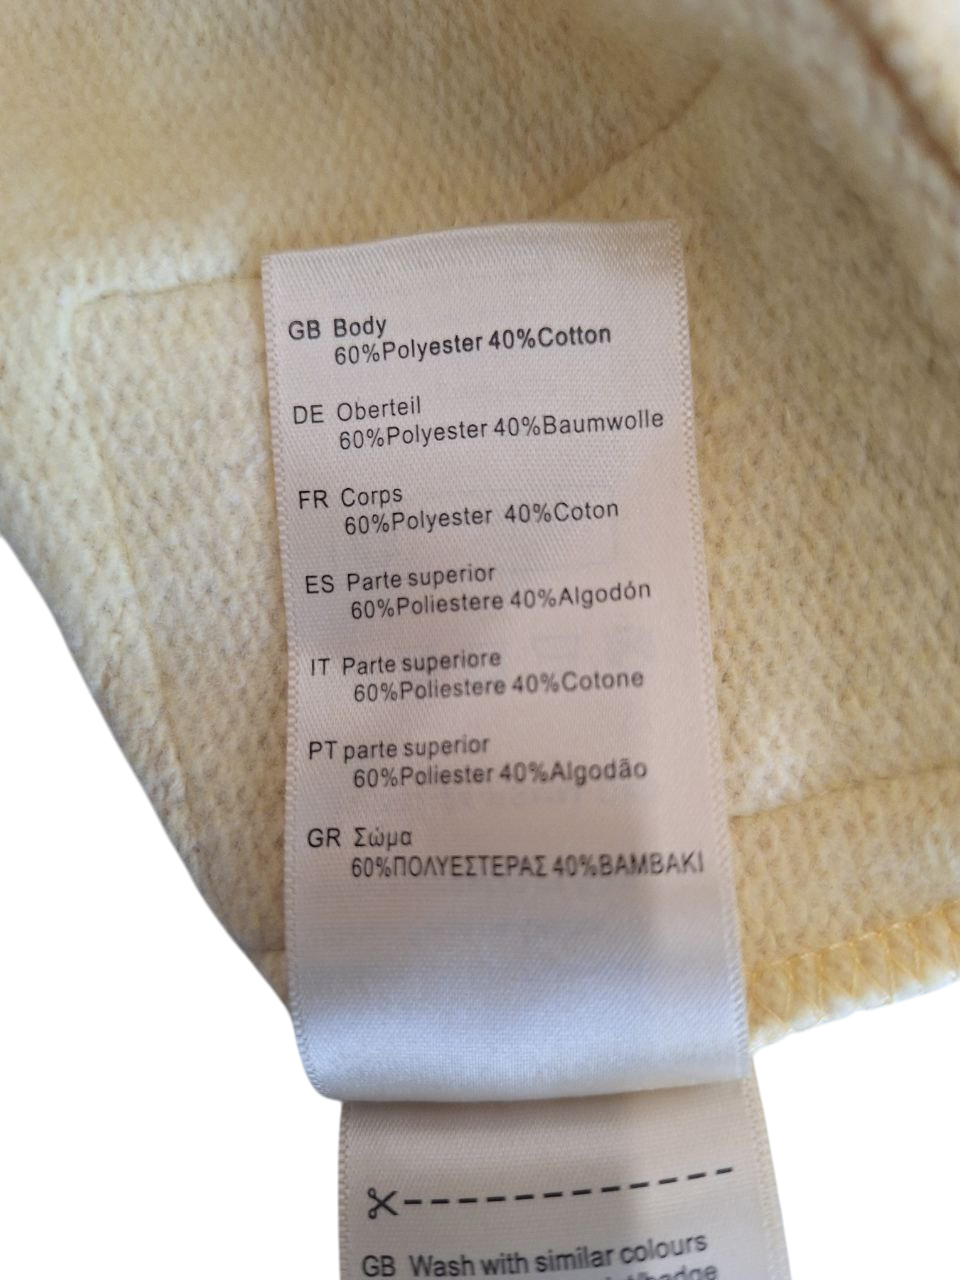 GB Body
60%Polyester 40%Cotton
DE Oberteil
60%Polyester 40%Baumwolle
FR Corps
60%Polyester 40%Coton
ES Parte superior
60%Poliestere 40%Algodón
IT Parte superiore
60%Poliestere 40%Cotone
PT parte superior
60%Poliester 40%Algodão
GR Σώμα
60%ΠΟΛΥΕΣΤΕΡΑΣ 40%ΒΑΜΒΑΚΙ
GB Wash with similar colours